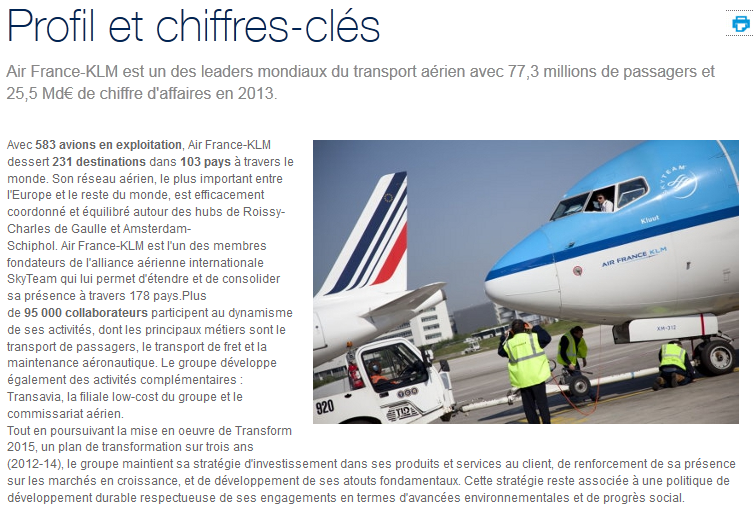 Profil et chiffres-clés
Air France-KLM est un des leaders mondiaux du transport aérien avec 77,3 millions de passagers et
25,5 Md€ de chiffre d'affaires en 2013.
Avec 583 avions en exploitation, Air France-KLM
dessert 231 destinations dans 103 pays à travers le
monde. Son réseau aérien, le plus important entre
l'Europe et le reste du monde, est efficacement
coordonné et équilibré autour des hubs de Roissy-
Charles de Gaulle et Amsterdam-
Schiphol. Air France-KLM est l'un des membres
fondateurs de l'alliance aérienne internationale
SkyTeam qui lui permet d'étendre et de consolider
sa présence à travers 178 pays.Plus
de 95 000 collaborateurs participent au dynamisme
de ses activités, dont les principaux métiers sont le
transport de passagers, le transport de fret et la
maintenance aéronautique. Le groupe développe
également des activités complémentaires :
Transavia, la filiale low-cost du groupe et le
commissariat aérien.
Tout en poursuivant la mise en oeuvre de Transform
2015, un plan de transformation sur trois ans
(2012-14), le groupe maintient sa stratégie d'investissement dans ses produits et services au client, de renforcement de sa présence
sur les marchés en croissance, et de développement de ses atouts fondamentaux. Cette stratégie reste associée à une politique de
développement durable respectueuse de ses engagements en termes d'avancées environnementales et de progrès social.
SKYTEAM
AIR FRANCE KLM
920